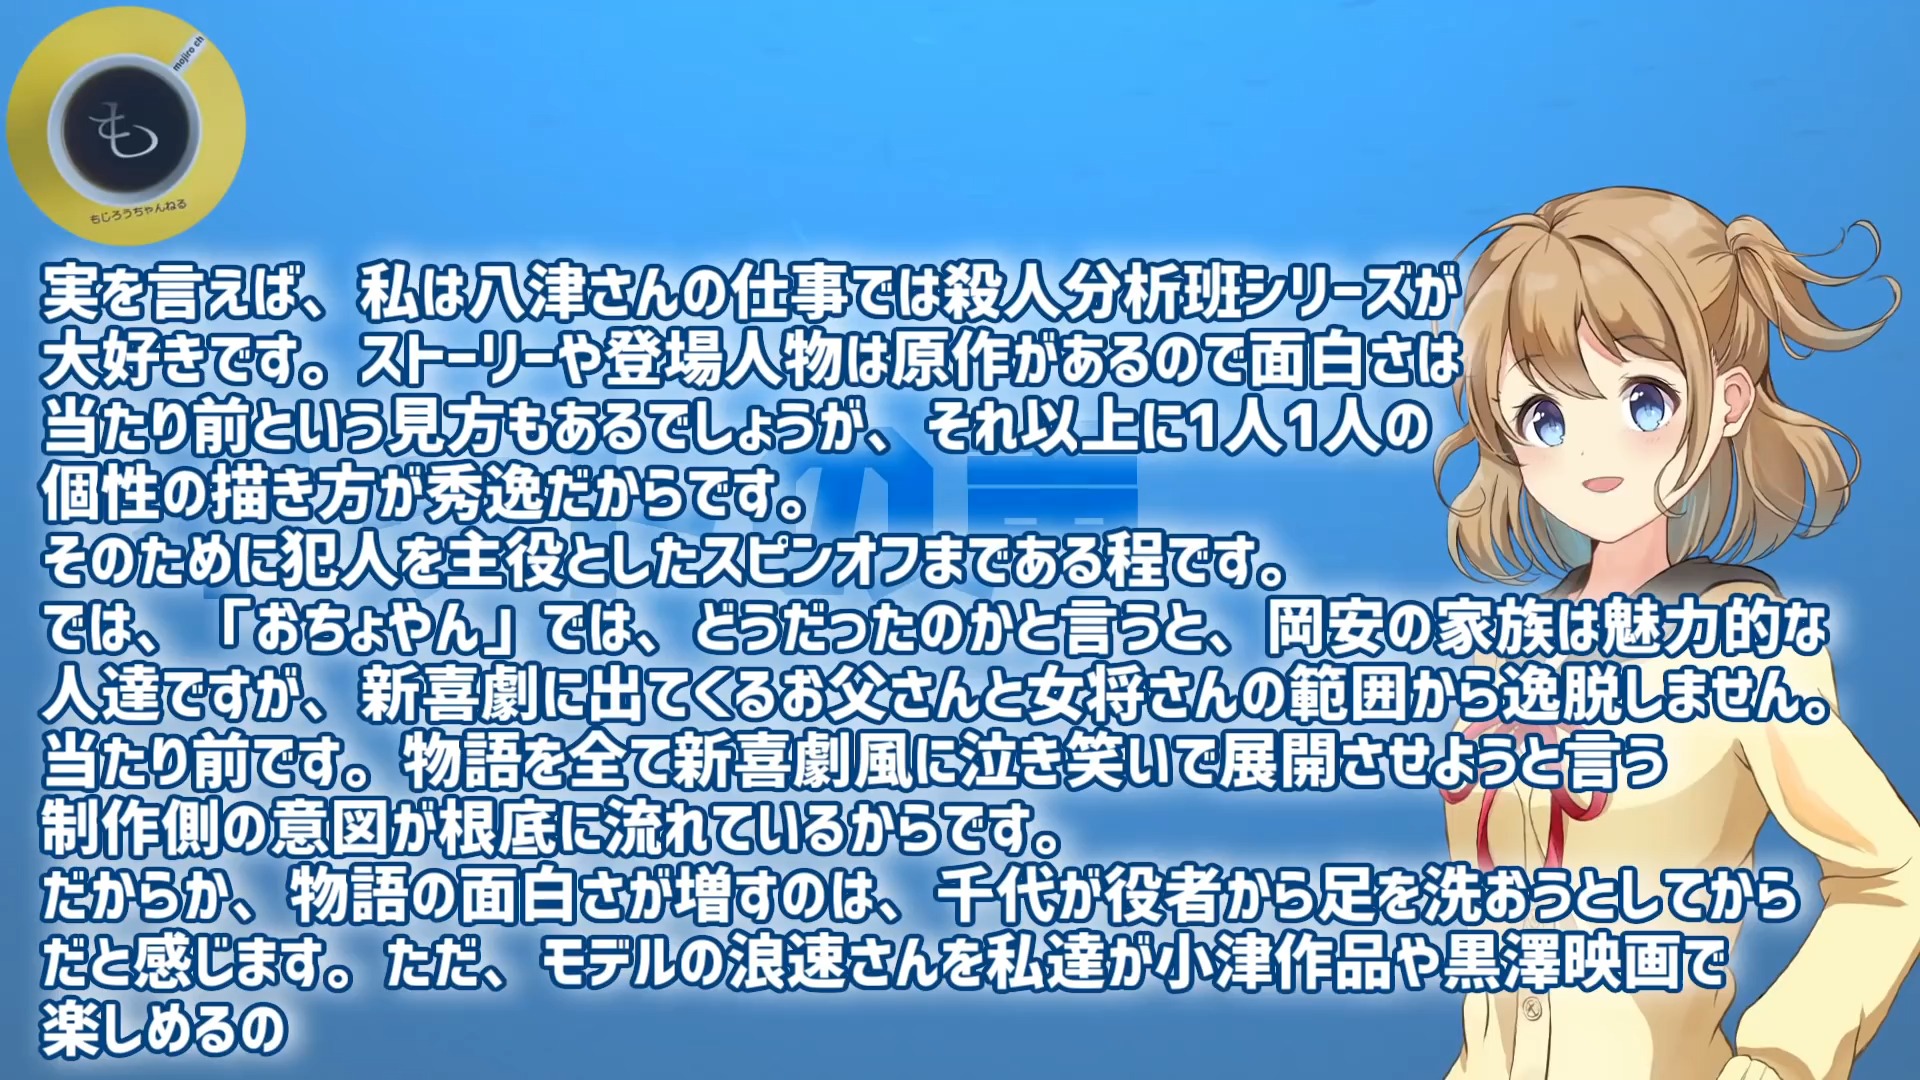 mojiro ch
も
もじろうちゃんねる
実を言えば、私は八津さんの仕事では殺人分析班シリーズが
大好きです。ストーリーや登場人物は原作があるので面白さは
当たり前という見方もあるでしょうが、それ以上に1人1人の
個性の描き方が秀逸だからです。
そのために犯人を主役としたスピンオフまである程です。
では、「おちょやん」では、どうだったのかと言うと、岡安の家族は魅力的な
人達ですが、新喜劇に出てくるお父さんと女将さんの範囲から逸脱しません。
当たり前です。物語を全て新喜劇風に泣き笑いで展開させようと言う
制作側の意図が根底に流れているからです。
だからか、物語の面白さが増すのは、千代が役者から足を洗おうとしてから
だと感じます。ただ、モデルの浪速さんを私達が小津作品や黒澤映画で
楽しめるの